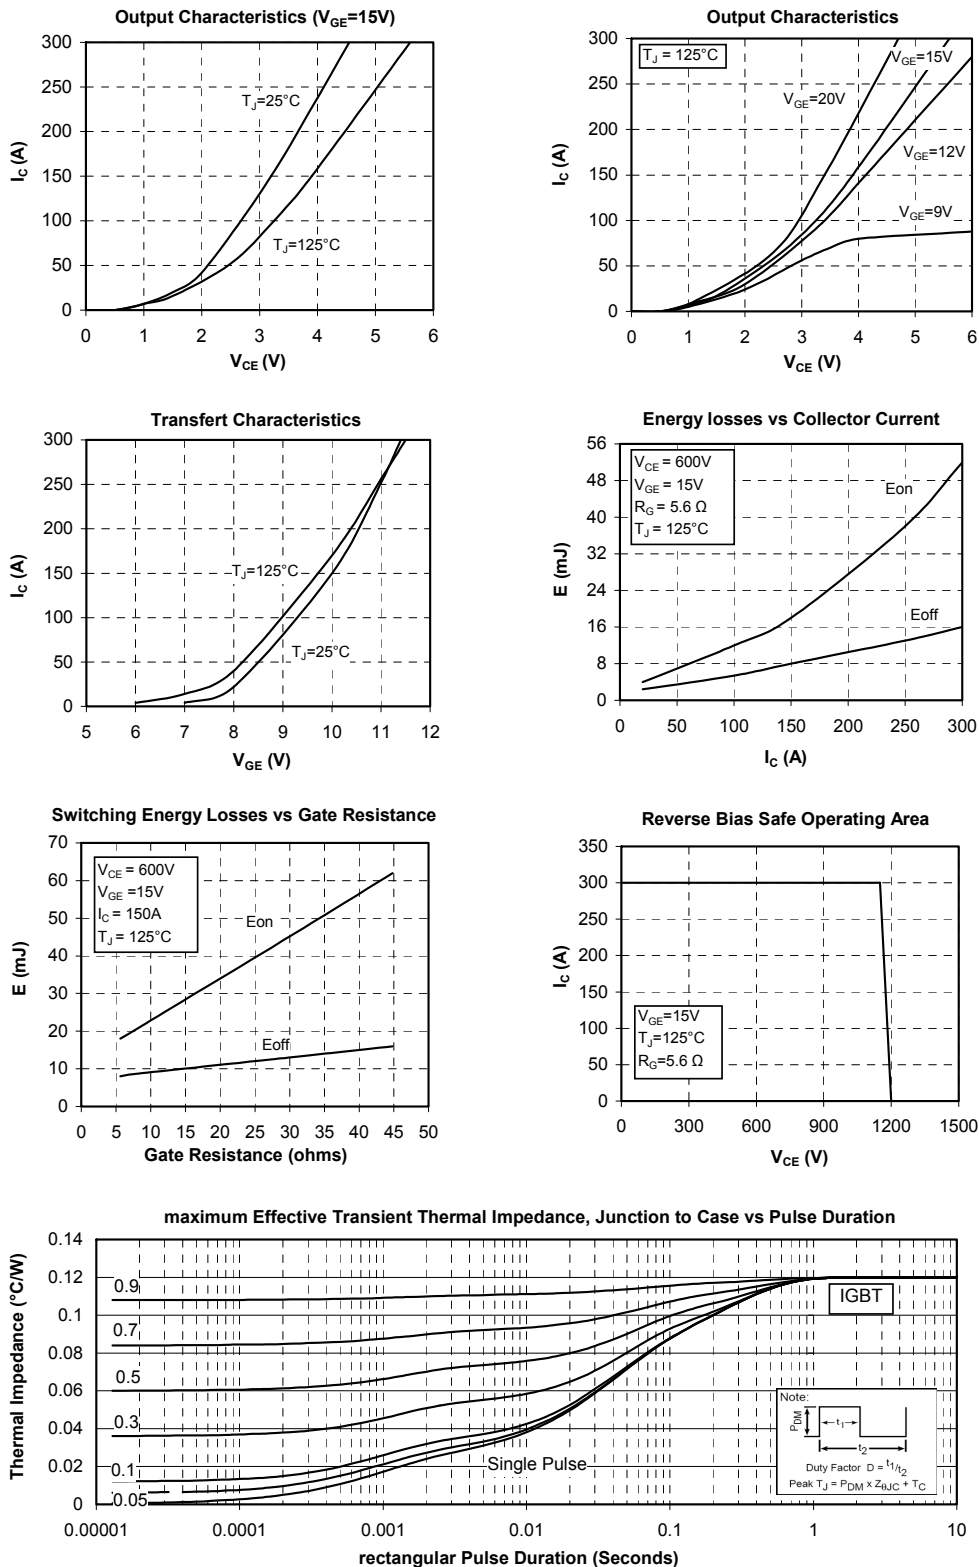 Output Characteristics (VGE=15V)
300
250
200
150
100
50
0
IC (A)
TJ=25°C
TJ=125°C
0 1 2 3 4 5 6
VCE (V)
Output Characteristics
300
250
200
150
100
50
0
IC (A)
TJ = 125°C
VGE=15V
VGE=20V
VGE=12V
VGE=9V
0 1 2 3 4 5 6
VCE (V)
Transfert Characteristics
300
250
200
150
100
50
0
IC (A)
TJ=125°C
TJ=25°C
5 6 7 8 9 10 11 12
VGE (V)
Energy losses vs Collector Current
56
48
40
32
24
16
8
0
E (mJ)
VCE = 600V
VGE = 15V
RG = 5.6 Ω
TJ = 125°C
Eon
Eoff
0 50 100 150 200 250 300
IC (A)
Switching Energy Losses vs Gate Resistance
70
60
50
40
30
20
10
0
E (mJ)
VCE = 600V
VGE =15V
IC = 150A
TJ = 125°C
Eon
Eoff
0 5 10 15 20 25 30 35 40 45 50
Gate Resistance (ohms)
Reverse Bias Safe Operating Area
350
300
250
200
150
100
50
0
IC (A)
VGE=15V
TJ=125°C
RG=5.6 Ω
0 300 600 900 1200 1500
VCE (V)
maximum Effective Transient Thermal Impedance, Junction to Case vs Pulse Duration
0.14
0.12
0.1
0.08
0.06
0.04
0.02
0
Thermal Impedance (°C/W)
0.9
0.7
0.5
0.3
0.1
0.05
Single Pulse
IGBT
Note:
PDM
t1
t2
Duty Factor D = t1/t2
Peak TJ = PDM x ZθJC + TC
0.00001 0.0001 0.001 0.01 0.1 1 10
rectangular Pulse Duration (Seconds)